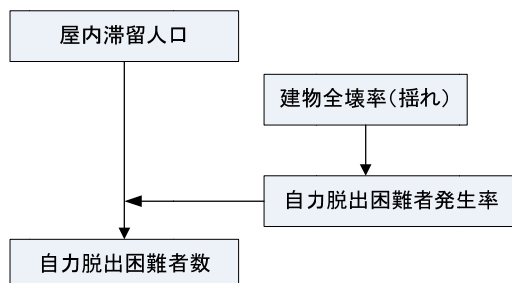 屋内滞留人口
建物全壊率（揺れ）
自力脱出困難者発生率
自力脱出困難者数